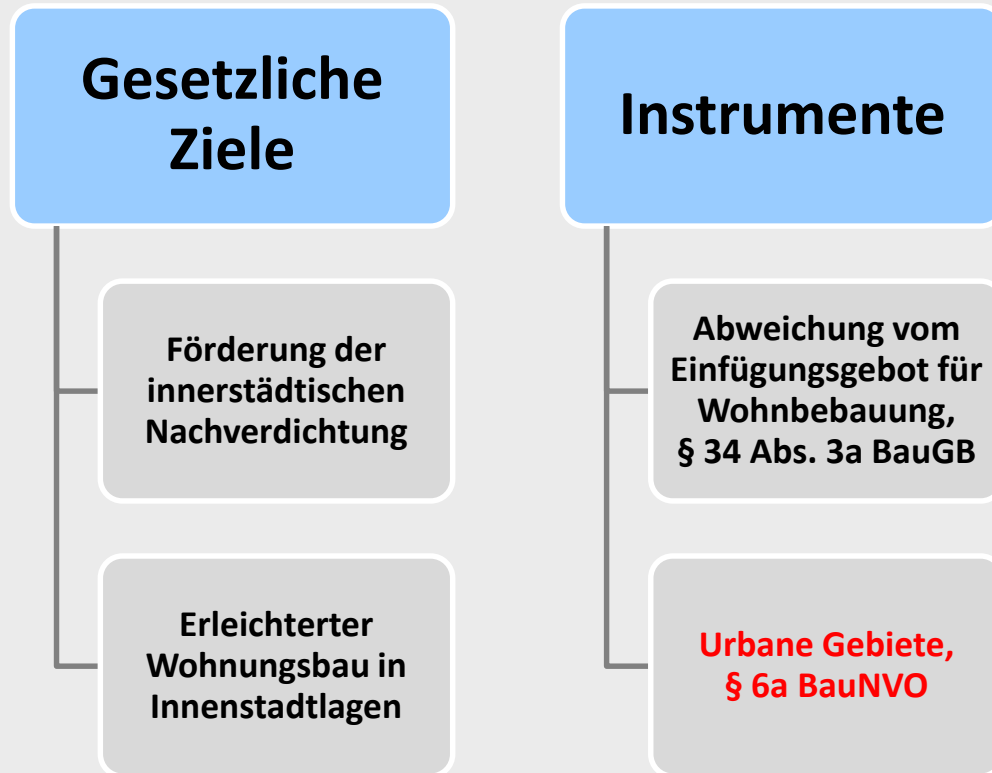 Gesetzliche
Ziele
Förderung der
innerstädtischen
Nachverdichtung
Erleichterter
Wohnungsbau in
Innenstadtlagen
Instrumente
Abweichung vom
Einfügungsgebot für
Wohnbebauung,
§ 34 Abs. 3a BauGB
Urbane Gebiete,
§ 6a BauNVO